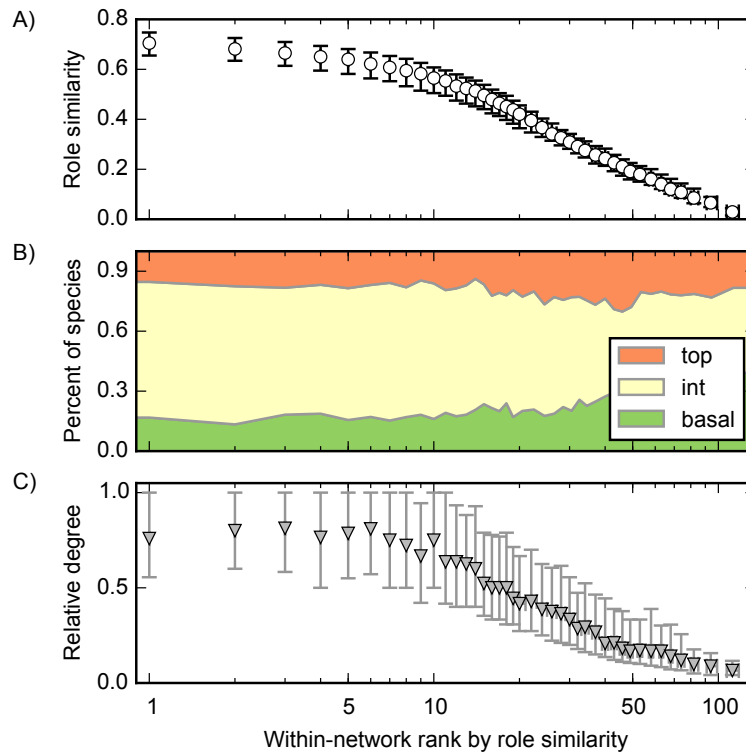 A)
0.8
0.6
0.4
0.2
0.0
Role similarity
B)
0.9
0.6
0.3
0.0
Percent of species
top
int
basal
C)
1.0
0.5
0.0
Relative degree
1 5 10 50 100
Within-network rank by role similarity